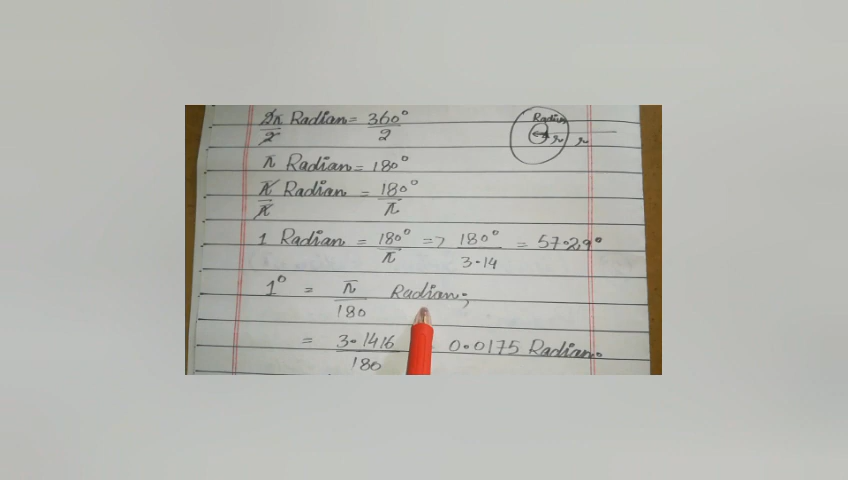 2π/2 Radian = 360°/2
Radian
r r
π Radian = 180°
π/π Radian = 180°/π
1 Radian = 180°/π => 180°/3.14 = 57.29°
1° = π/180 Radian;
= 3.1416/180 0.0175 Radian.